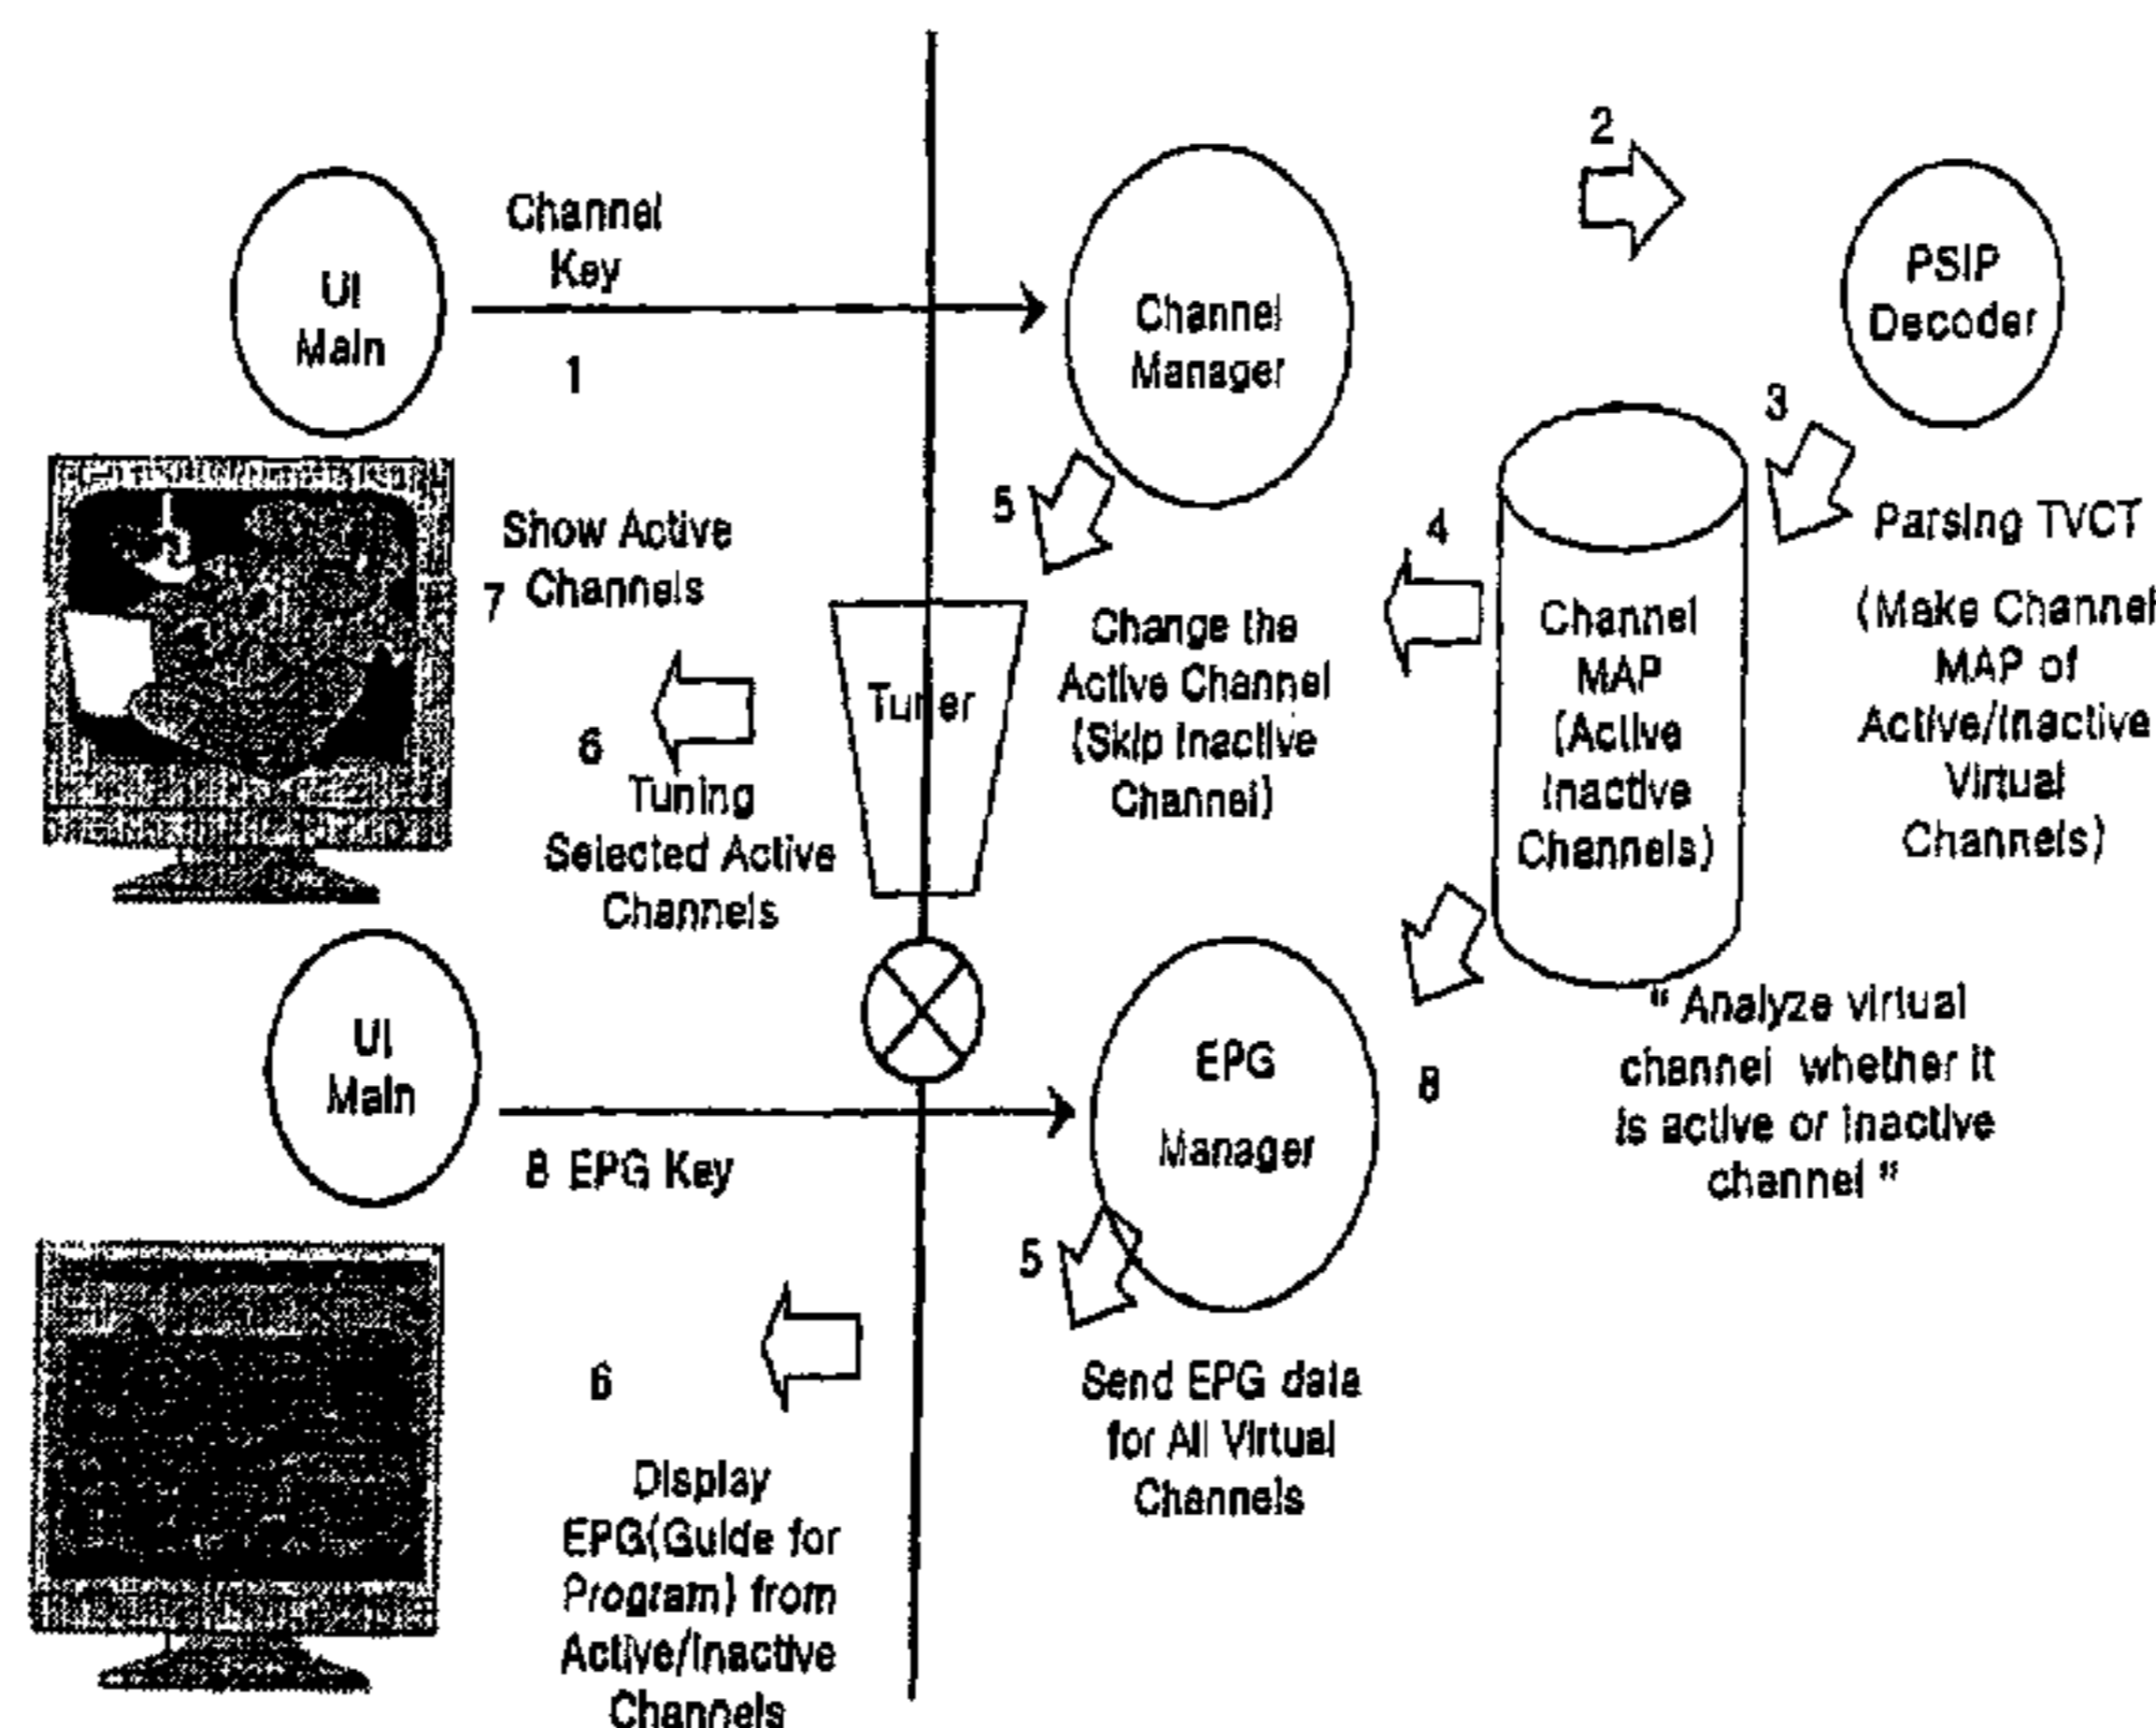 2
Channel
Key
UI
Main
1
Channel
Manager
PSIP
Decoder
3
5
4
Parsing TVCT
Show Active
7 Channels
Tuner
Change the
Active Channel
(Skip Inactive
Channel)
Channel
MAP
(Active
Inactive
Channels)
(Make Channel
MAP of
Active/Inactive
Virtual
Channels)
6
Tuning
Selected Active
Channels
UI
Main
8 EPG Key
EPG
Manager
8
" Analyze virtual
channel whether it
is active or inactive
channel "
5
6
Send EPG data
for All Virtual
Channels
Display
EPG(Guide for
Program) from
Active/Inactive
Channels